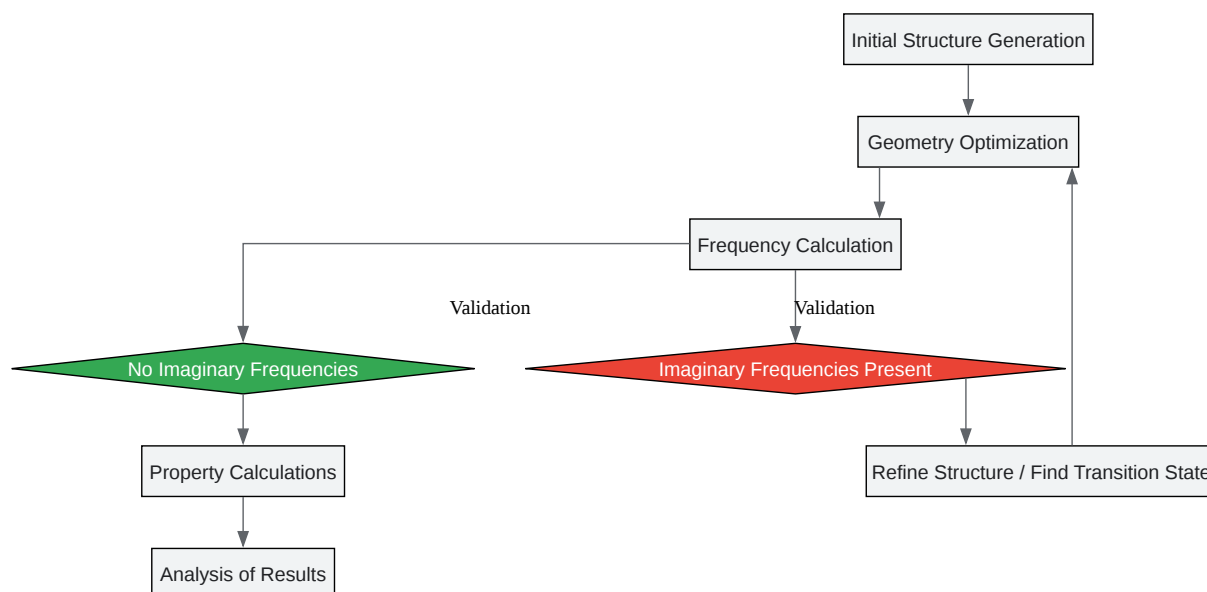 Initial Structure Generation
Geometry Optimization
Frequency Calculation
Validation
Validation
No Imaginary Frequencies
Imaginary Frequencies Present
Property Calculations
Refine Structure / Find Transition State
Analysis of Results